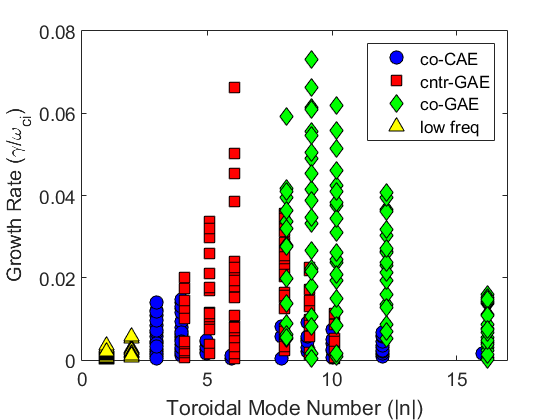 0.08
0.06
0.04
0.02
0
Growth Rate (γ/ω_ci)
co-CAE
cntr-GAE
co-GAE
low freq
0 5 10 15
Toroidal Mode Number (|n|)